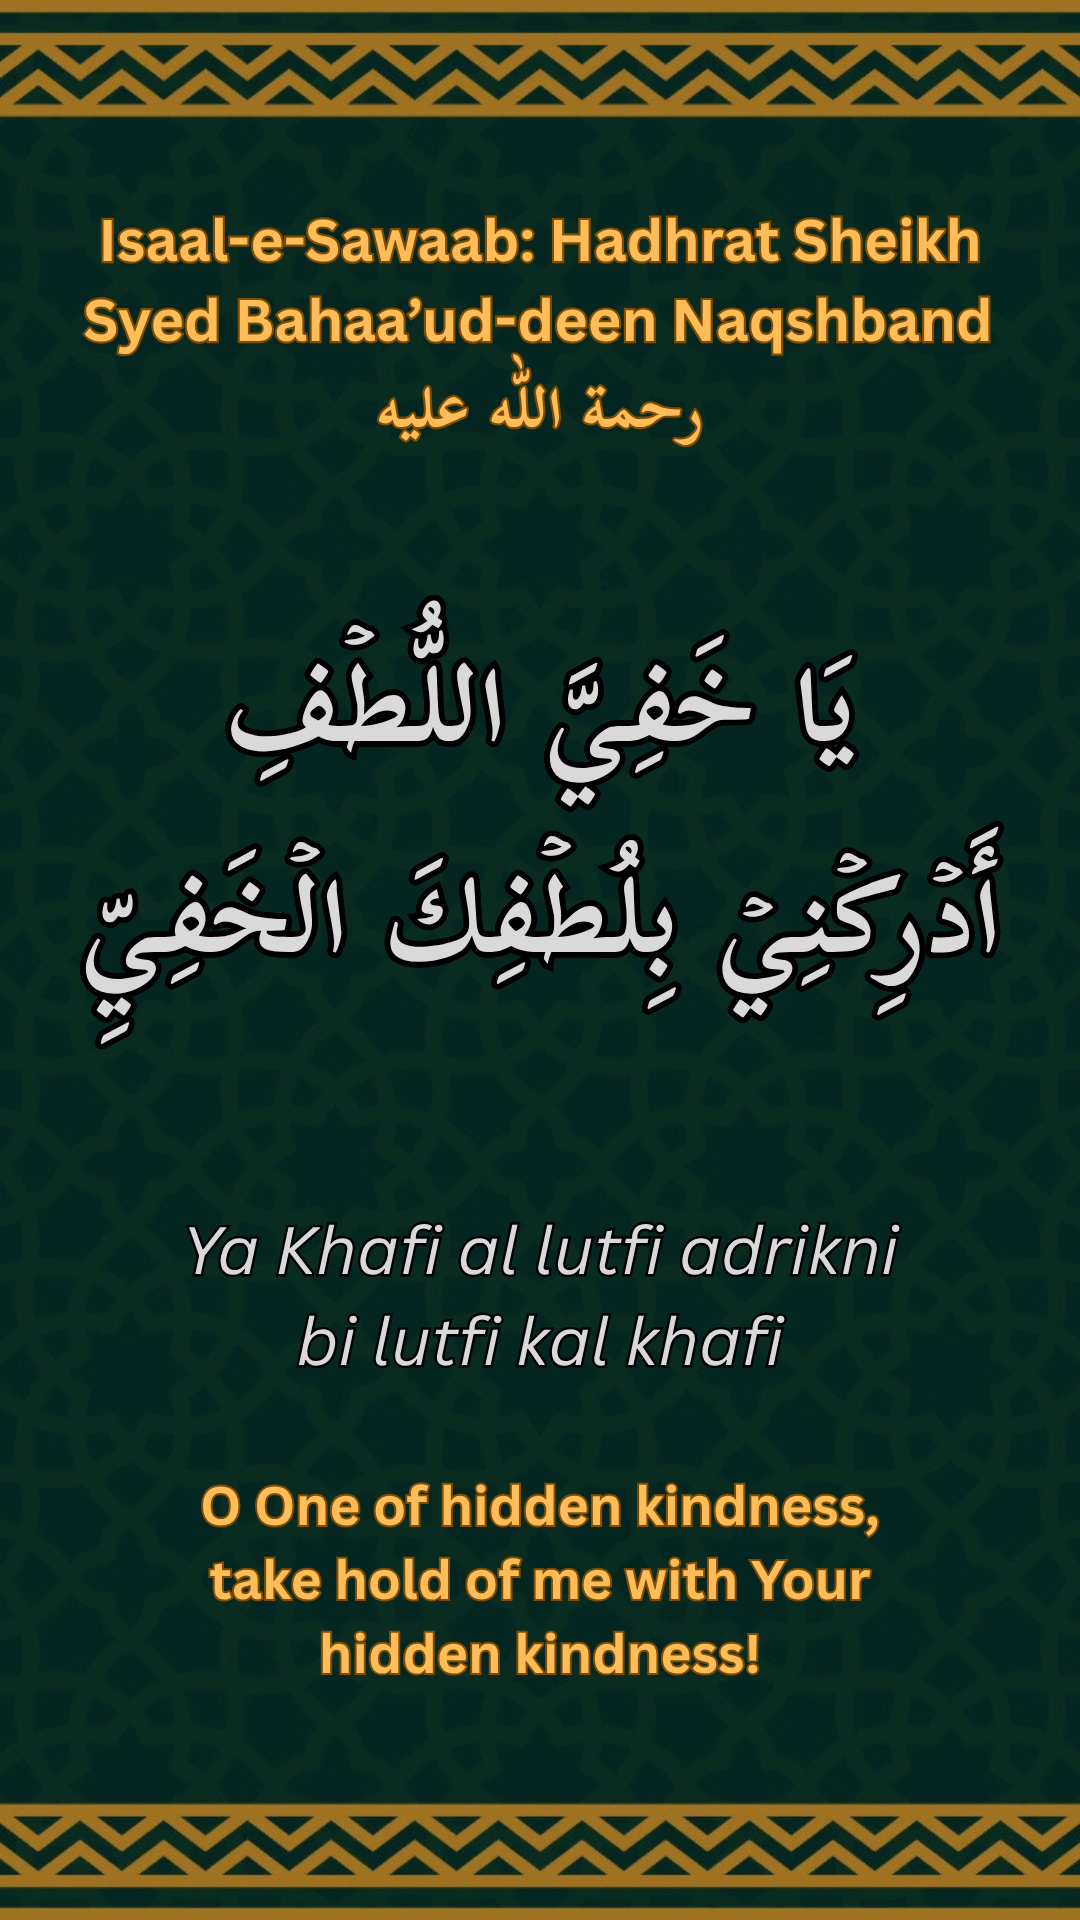 Isaal-e-Sawaab: Hadhrat Sheikh
Syed Bahaa’ud-deen Naqshband
رحمة الله عليه
يَا خَفِيَّ اللُّطْفِ
أَدْرِكْنِيْ بِلُطْفِكَ الْخَفِيِّ
Ya Khafi al lutfi adrikni
bi lutfi kal khafi
O One of hidden kindness,
take hold of me with Your
hidden kindness!